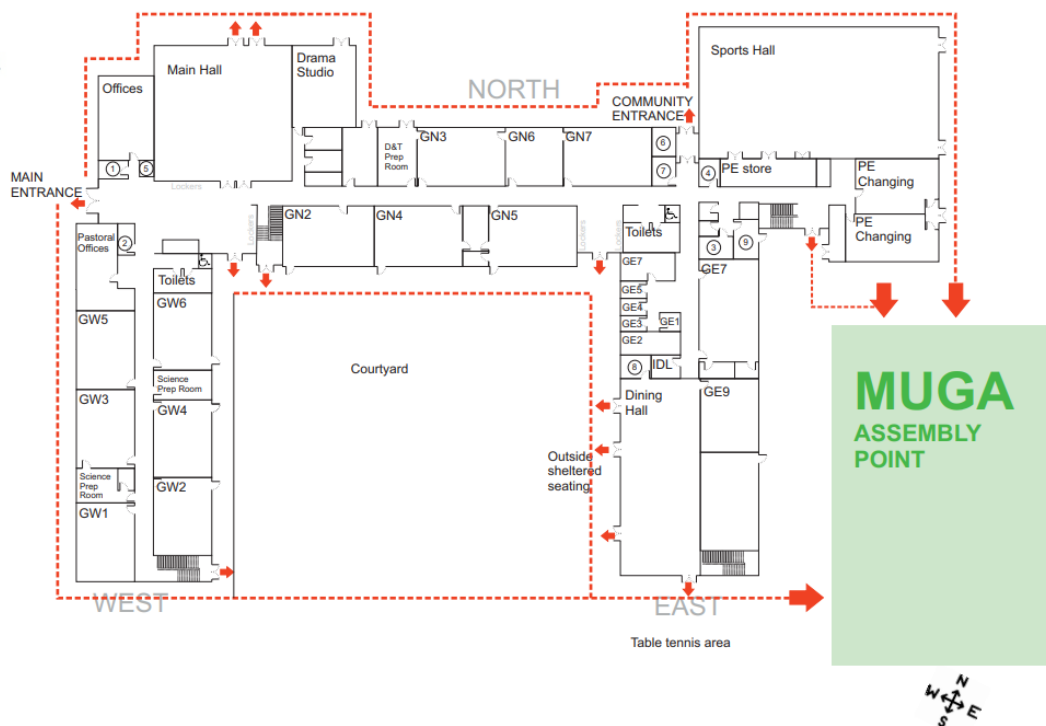 Main Hall
Drama
Studio
Sports Hall
Offices
NORTH
COMMUNITY
ENTRANCE
GN3
GN6
GN7
D&T
Prep
Room
6
7
1
5
4
PE store
PE
Changing
MAIN
ENTRANCE
Lockers
GN2
GN4
GN5
Lockers
Lockers
Lockers
Toilets
PE
Changing
Pastoral
Offices
2
3
9
Toilets
GE7
GE7
GW6
GE5
GE4
GE3
GE1
GE2
GW5
Courtyard
8
IDL
Science
Prep Room
GW3
GW4
Dining
Hall
GE9
MUGA
ASSEMBLY
POINT
Outside
sheltered
seating
Science
Prep
Room
GW2
GW1
WEST
EAST
Table tennis area
N
W
E
S